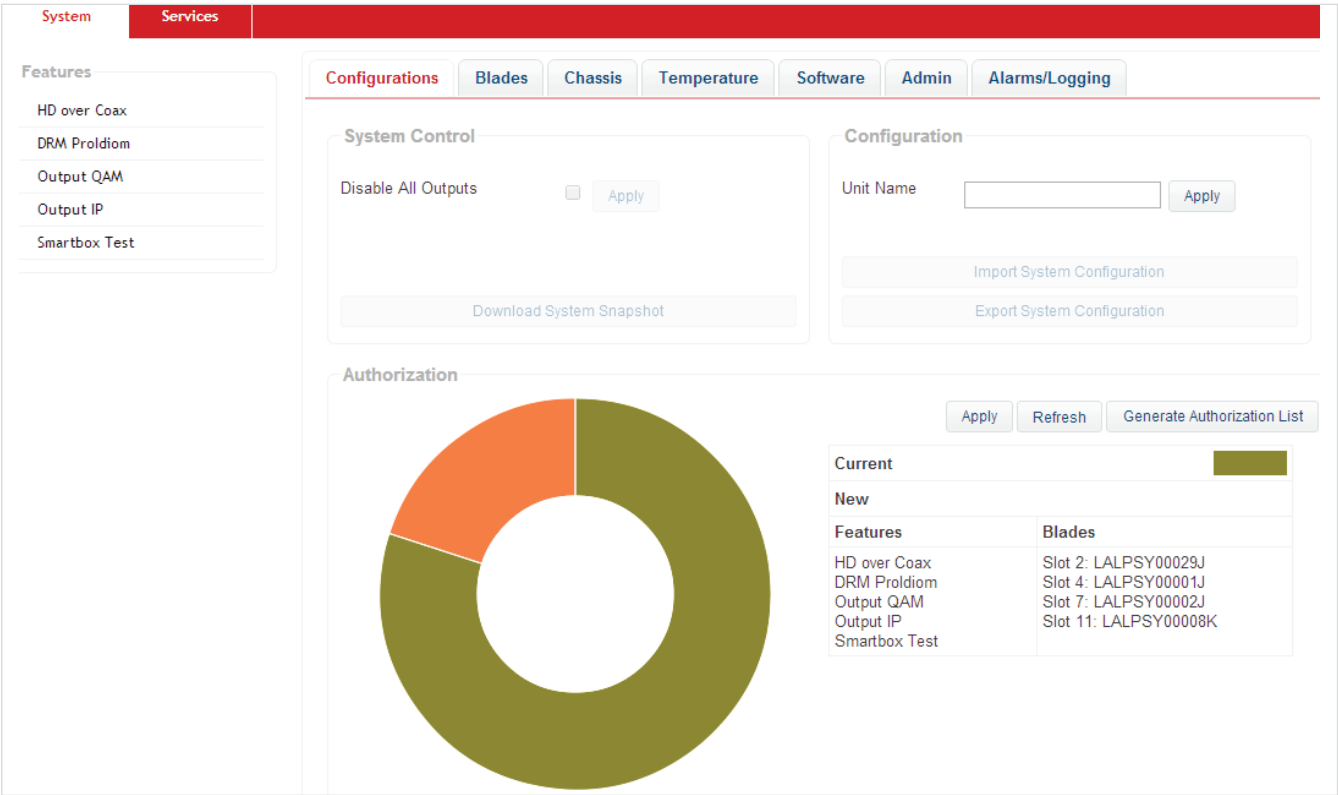 System Services
Features
HD over Coax
DRM Proldiom
Output QAM
Output IP
Smartbox Test
Configurations Blades Chassis Temperature Software Admin Alarms/Logging
System Control
Disable All Outputs Apply
Download System Snapshot
Configuration
Unit Name Apply
Import System Configuration
Export System Configuration
Authorization
Apply Refresh Generate Authorization List
Current
New
Features Blades
HD over Coax Slot 2: LALPSY00029J
DRM Proldiom Slot 4: LALPSY00001J
Output QAM Slot 7: LALPSY00002J
Output IP Slot 11: LALPSY00008K
Smartbox Test